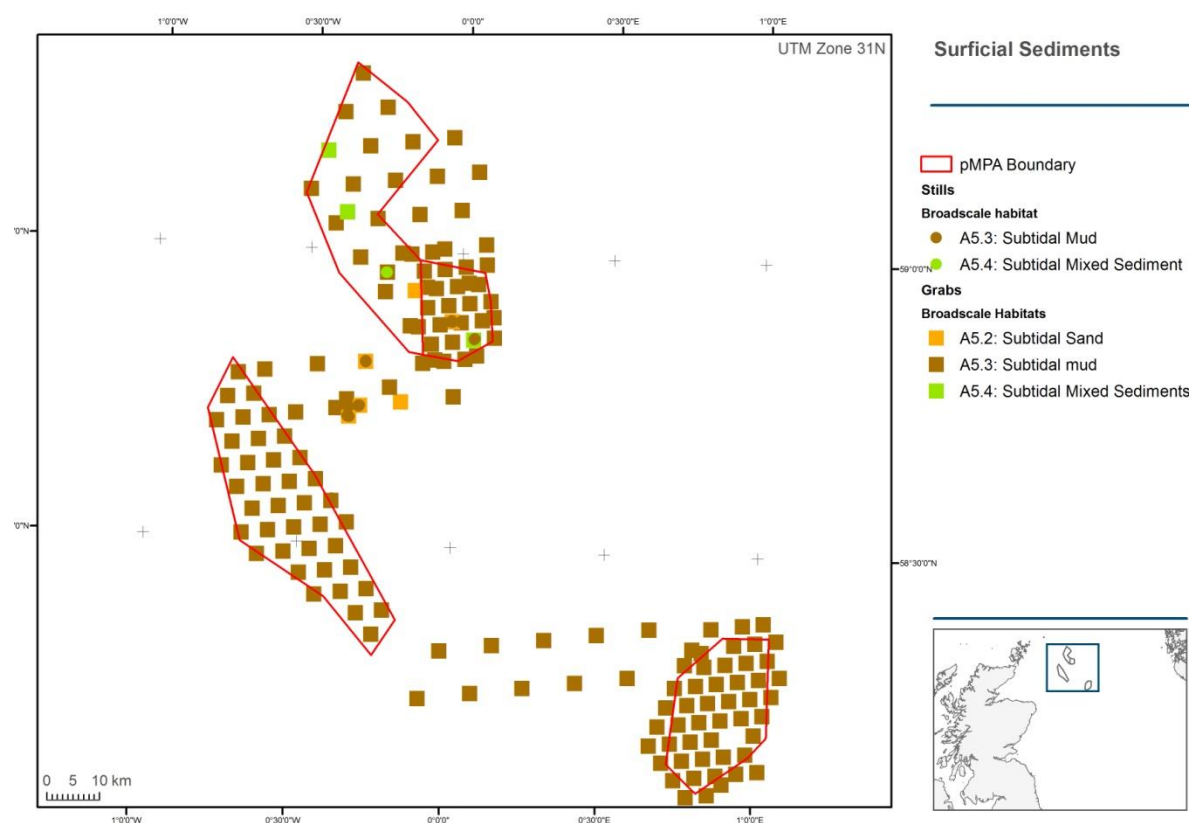 1°0'0"W 0°30'0"W 0°0'0" 0°30'0"E 1°0'0"E
UTM Zone 31N
Surficial Sediments
pMPA Boundary
Stills
Broadscale habitat
A5.3: Subtidal Mud
A5.4: Subtidal Mixed Sediment
Grabs
Broadscale Habitats
A5.2: Subtidal Sand
A5.3: Subtidal mud
A5.4: Subtidal Mixed Sediments
'0"N
59°0'0"N
'0"N
58°30'0"N
0 5 10 km
1°0'0"W 0°30'0"W 0°0'0" 0°30'0"E 1°0'0"E